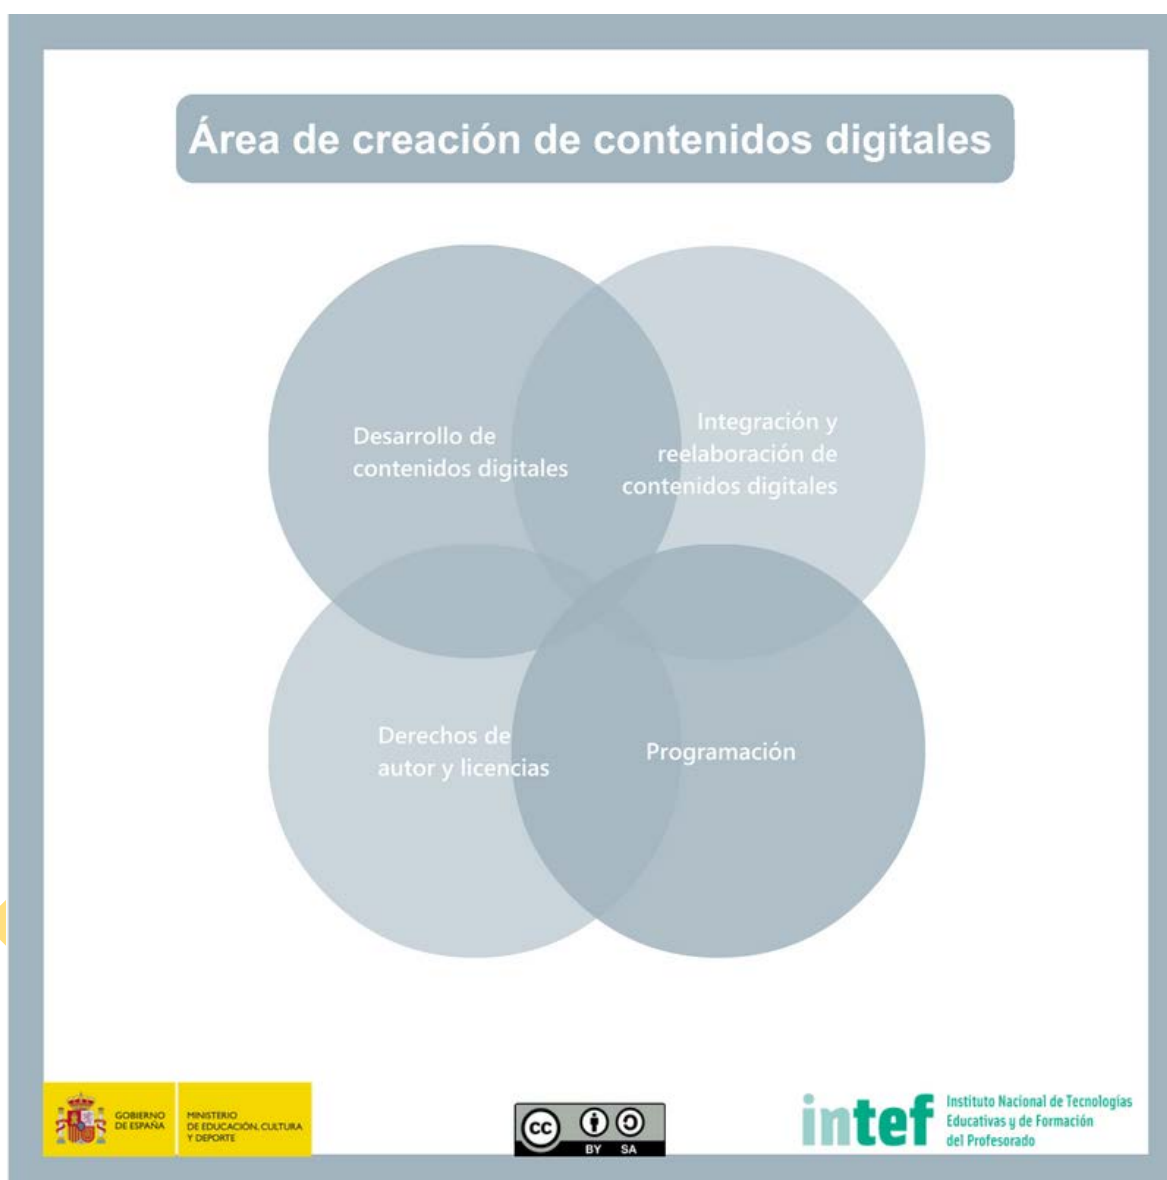 Área de creación de contenidos digitales
Desarrollo de
contenidos digitales
Integración y
reelaboración de
contenidos digitales
Derechos de
autor y licencias
Programación
GOBIERNO
DE ESPAÑA
MINISTERIO
DE EDUCACIÓN, CULTURA
Y DEPORTE
cc
BY SA
intef
Instituto Nacional de Tecnologías
Educativas y de Formación
del Profesorado